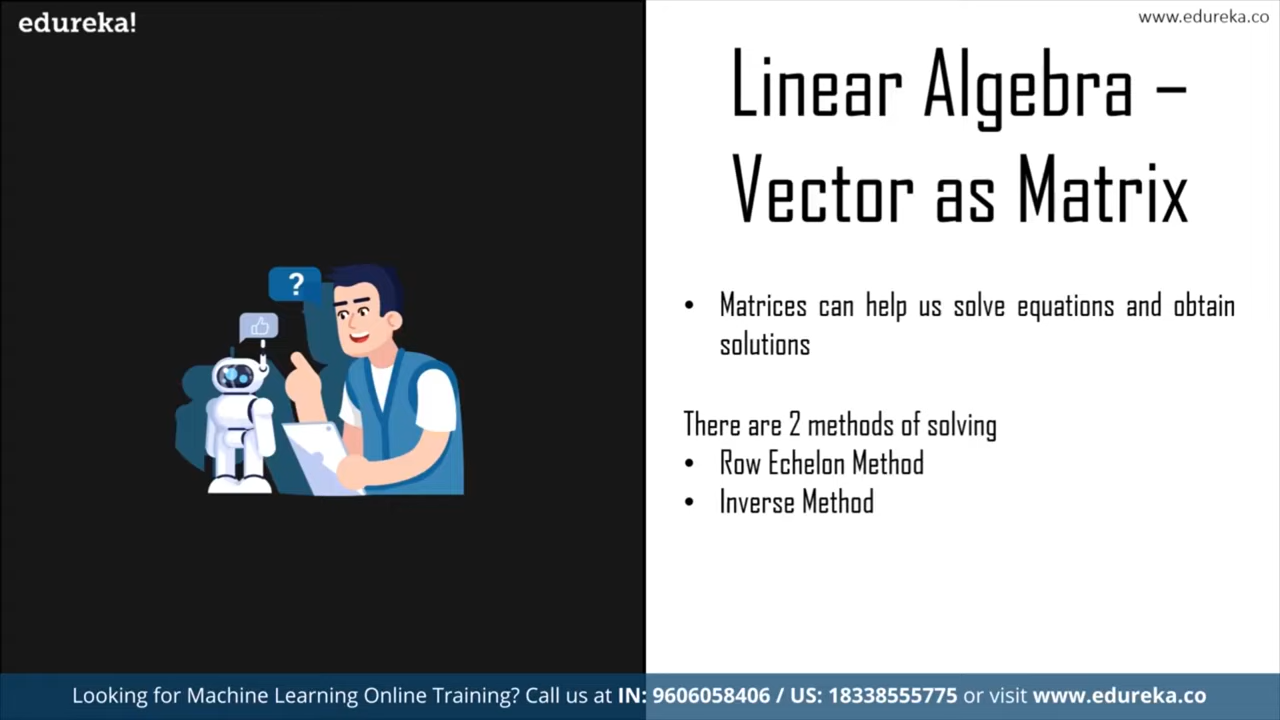 edureka!
www.edureka.co
Linear Algebra –
Vector as Matrix
• Matrices can help us solve equations and obtain
solutions
There are 2 methods of solving
• Row Echelon Method
• Inverse Method
?
Looking for Machine Learning Online Training? Call us at IN: 9606058406 / US: 18338555775 or visit www.edureka.co